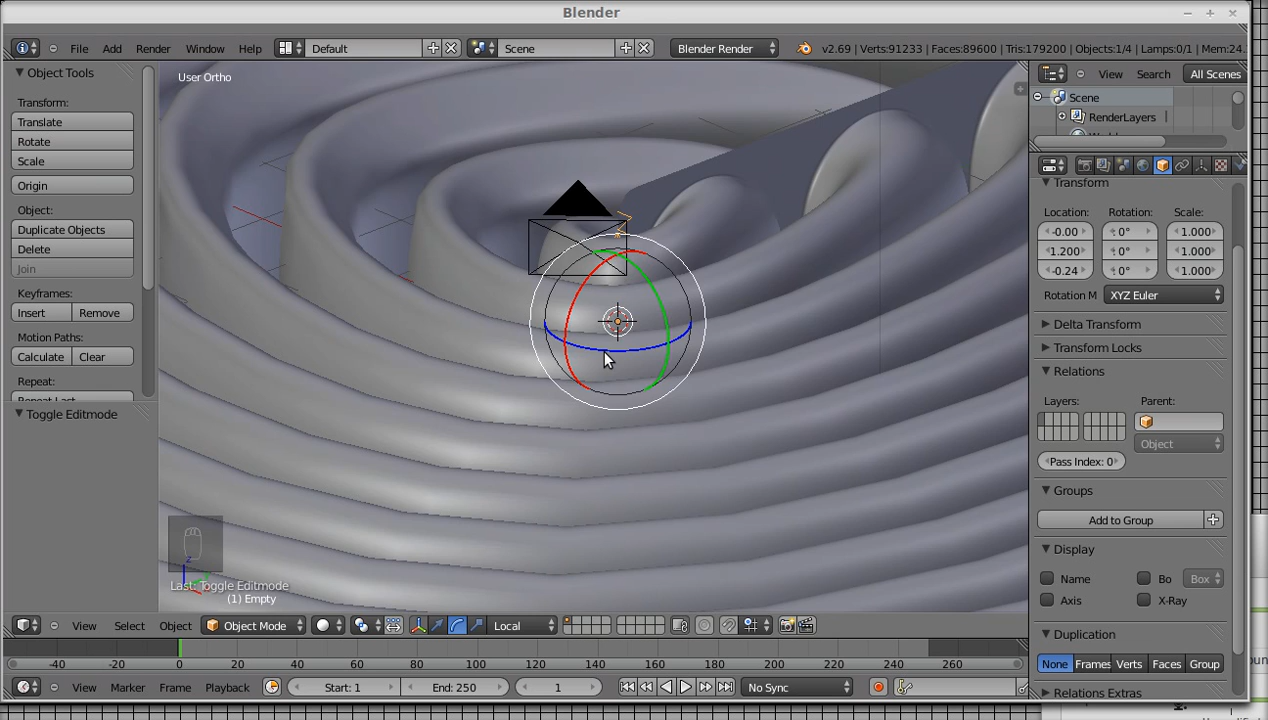 Blender
File Add Render Window Help Default Scene Blender Render v2.69 | Verts:91233 | Faces:89600 | Tris:179200 | Objects:1/4 | Lamps:0/1 | Mem:24.
Object Tools
Transform:
Translate
Rotate
Scale
Origin
Object:
Duplicate Objects
Delete
Join
Keyframes:
Insert Remove
Motion Paths:
Calculate Clear
Repeat:
Repeat Last
Toggle Editmode
User Ortho
z
Last: Toggle Editmode
(1) Empty
View Search All Scenes
Scene
RenderLayers
Transform
Location: Rotation: Scale:
-0.00 0° 1.000
1.200 0° 1.000
-0.24 0° 1.000
Rotation M XYZ Euler
Delta Transform
Transform Locks
Relations
Layers: Parent:
Object
Pass Index: 0
Groups
Add to Group
Display
Name Bo Box
Axis X-Ray
Duplication
None Frames Verts Faces Group
Relations Extras
View Select Object Object Mode Local
-40 -20 0 20 40 60 80 100 120 140 160 180 200 220 240 260
View Marker Frame Playback Start: 1 End: 250 1 No Sync